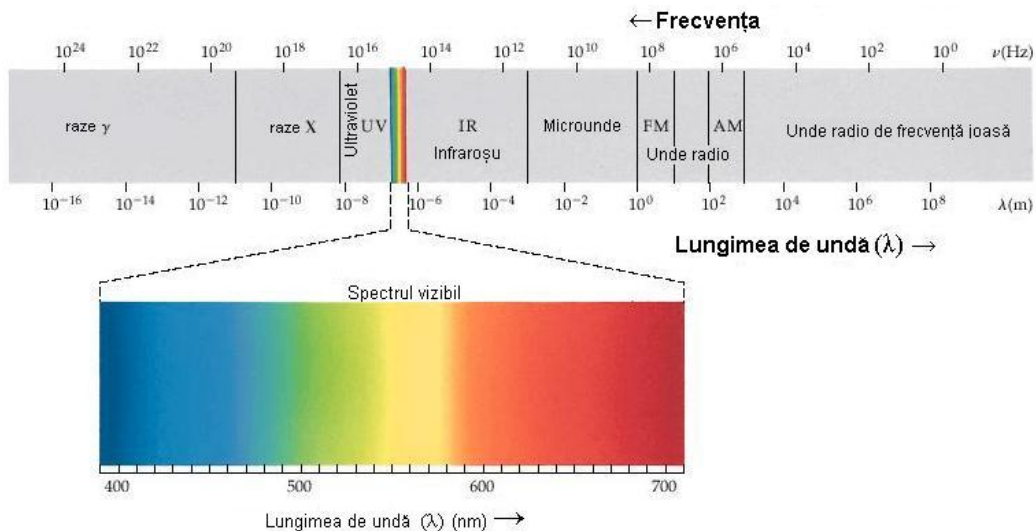 ← Frecvența
10^24 10^22 10^20 10^18 10^16 10^14 10^12 10^10 10^8 10^6 10^4 10^2 10^0 ν(Hz)
raze γ raze X Ultraviolet UV IR Infraroșu Microunde FM AM Unde radio Unde radio de frecvență joasă
10^-16 10^-14 10^-12 10^-10 10^-8 10^-6 10^-4 10^-2 10^0 10^2 10^4 10^6 10^8 λ(m)
Lungimea de undă (λ) →
Spectrul vizibil
400 500 600 700
Lungimea de undă (λ) (nm) →